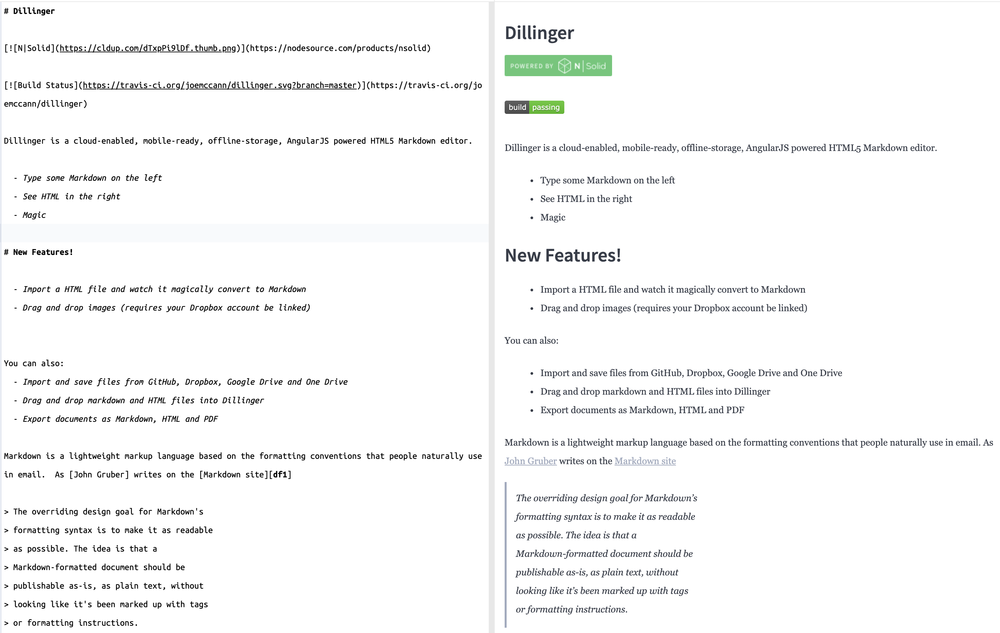 # Dillinger
[![N|Solid](https://cldup.com/dTxpPi9lDf.thumb.png)](https://nodesource.com/products/nsolid)
[![Build Status](https://travis-ci.org/joemccann/dillinger.svg?branch=master)](https://travis-ci.org/jo
emccann/dillinger)
Dillinger is a cloud-enabled, mobile-ready, offline-storage, AngularJS powered HTML5 Markdown editor.
- Type some Markdown on the left
- See HTML in the right
- Magic
# New Features!
- Import a HTML file and watch it magically convert to Markdown
- Drag and drop images (requires your Dropbox account be linked)
You can also:
- Import and save files from GitHub, Dropbox, Google Drive and One Drive
- Drag and drop markdown and HTML files into Dillinger
- Export documents as Markdown, HTML and PDF
Markdown is a lightweight markup language based on the formatting conventions that people naturally use
in email.  As [John Gruber] writes on the [Markdown site][df1]
> The overriding design goal for Markdown's
> formatting syntax is to make it as readable
> as possible. The idea is that a
> Markdown-formatted document should be
> publishable as-is, as plain text, without
> looking like it's been marked up with tags
> or formatting instructions.
Dillinger
POWERED BY N | Solid
build passing
Dillinger is a cloud-enabled, mobile-ready, offline-storage, AngularJS powered HTML5 Markdown editor.
• Type some Markdown on the left
• See HTML in the right
• Magic
New Features!
• Import a HTML file and watch it magically convert to Markdown
• Drag and drop images (requires your Dropbox account be linked)
You can also:
• Import and save files from GitHub, Dropbox, Google Drive and One Drive
• Drag and drop markdown and HTML files into Dillinger
• Export documents as Markdown, HTML and PDF
Markdown is a lightweight markup language based on the formatting conventions that people naturally use in email. As
John Gruber writes on the Markdown site
The overriding design goal for Markdown’s
formatting syntax is to make it as readable
as possible. The idea is that a
Markdown-formatted document should be
publishable as-is, as plain text, without
looking like it’s been marked up with tags
or formatting instructions.